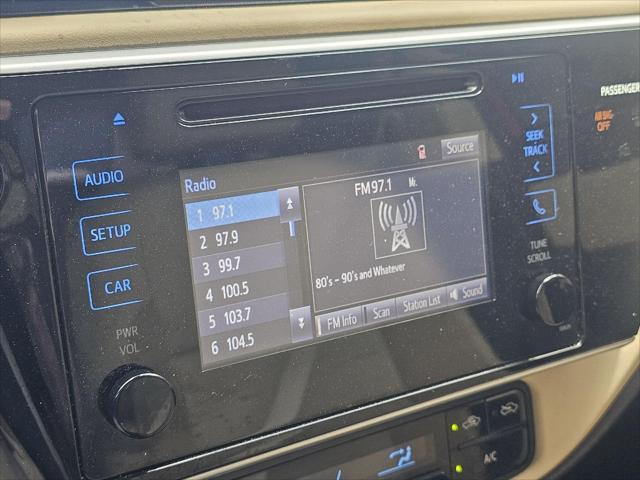 PASSENGER
AIR BAG
OFF
SEEK
TRACK
AUDIO
SETUP
CAR
PWR
VOL
TUNE
SCROLL
Source
Radio
FM 97.1 Mr.
1 97.1
2 97.9
3 99.7
4 100.5
5 103.7
6 104.5
80's - 90's and Whatever
FM Info
Scan
Station List
Sound
A/C